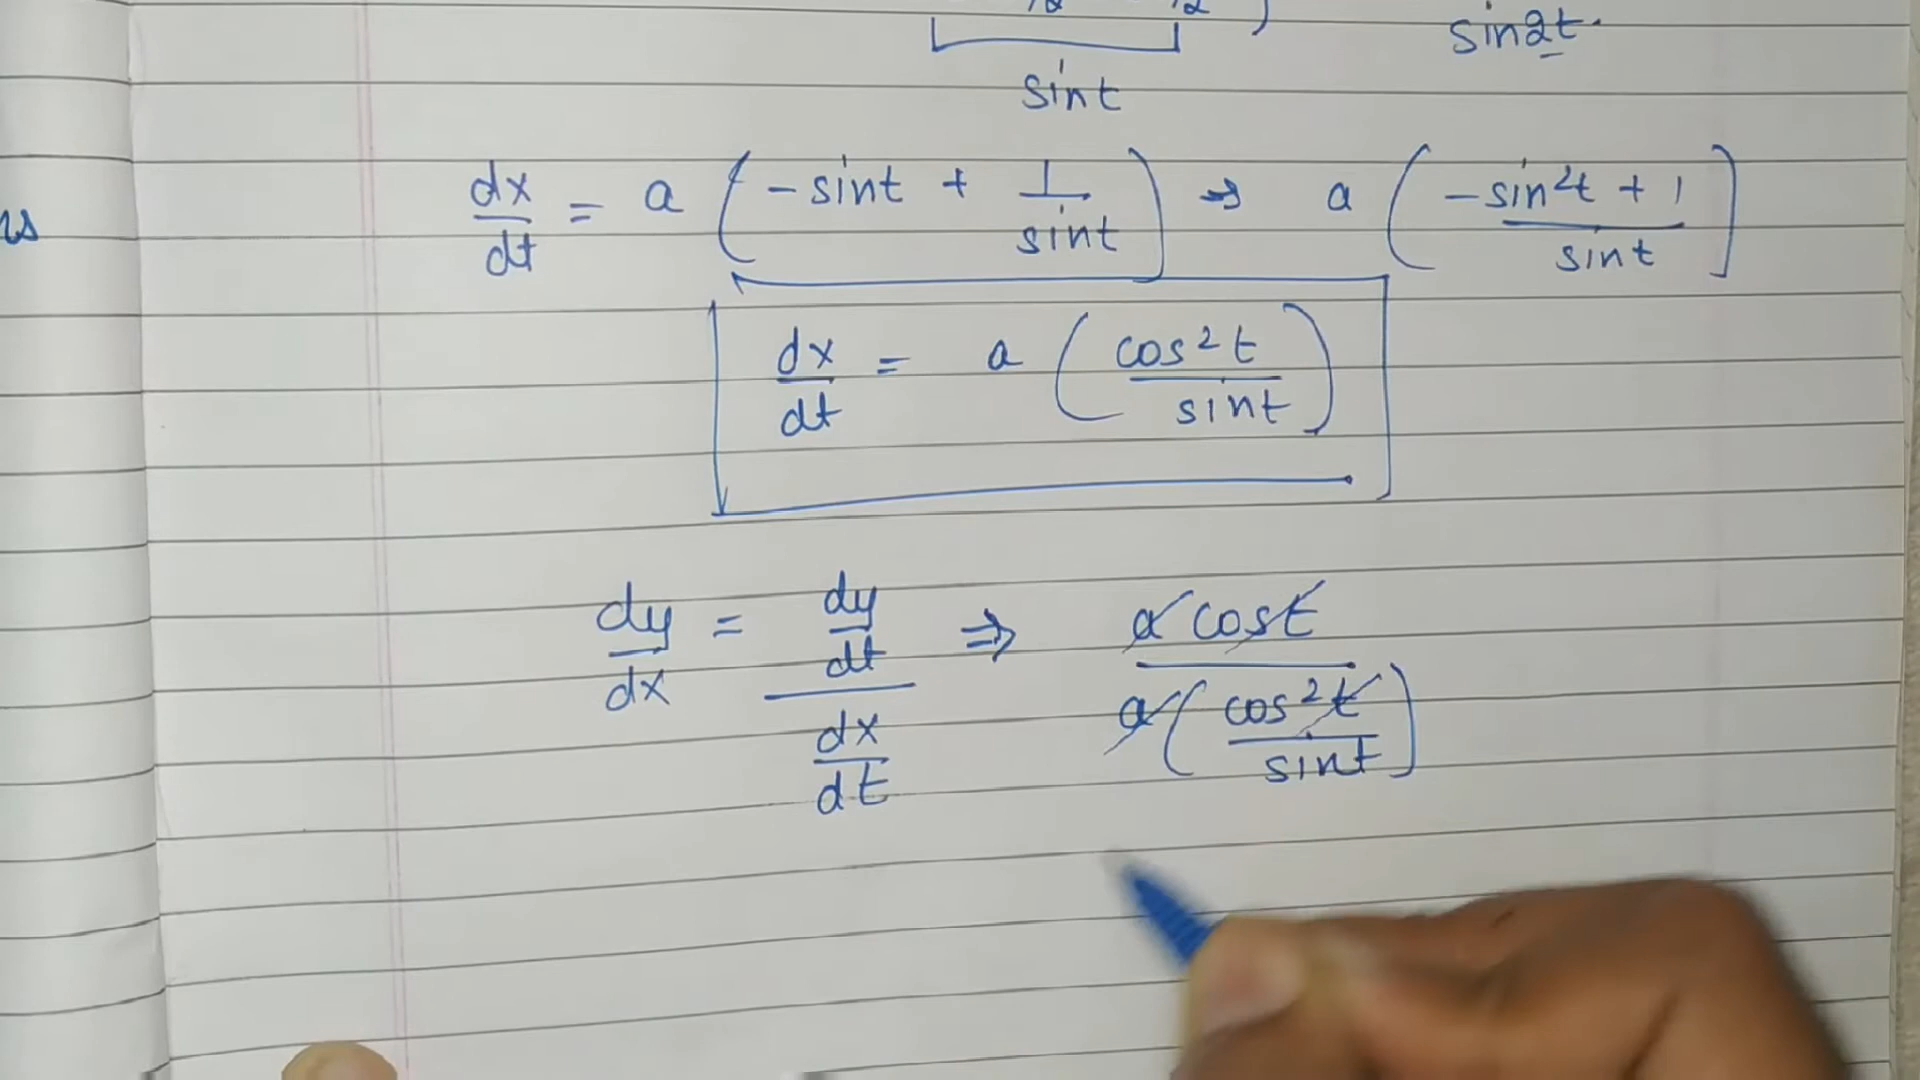 sin2t.
sint
dx/dt = a (-sint + 1/sint) ⇒ a (-sin²t + 1/sint)
dx/dt = a (cos²t/sint)
dy/dx = dy/dt / dx/dt ⇒ a cost / a(cos²t/sint)